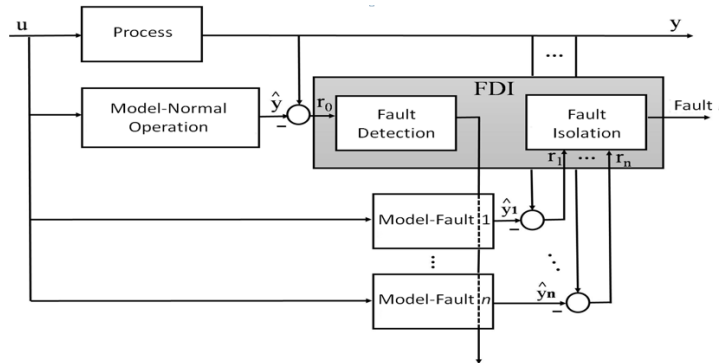 u
Process
y
...
FDI
Model-Normal
Operation
ŷ
−
r0
Fault
Detection
Fault
Isolation
Fault
r1 ... rn
Model-Fault 1
ŷ1
−
...
...
Model-Fault n
ŷn
−